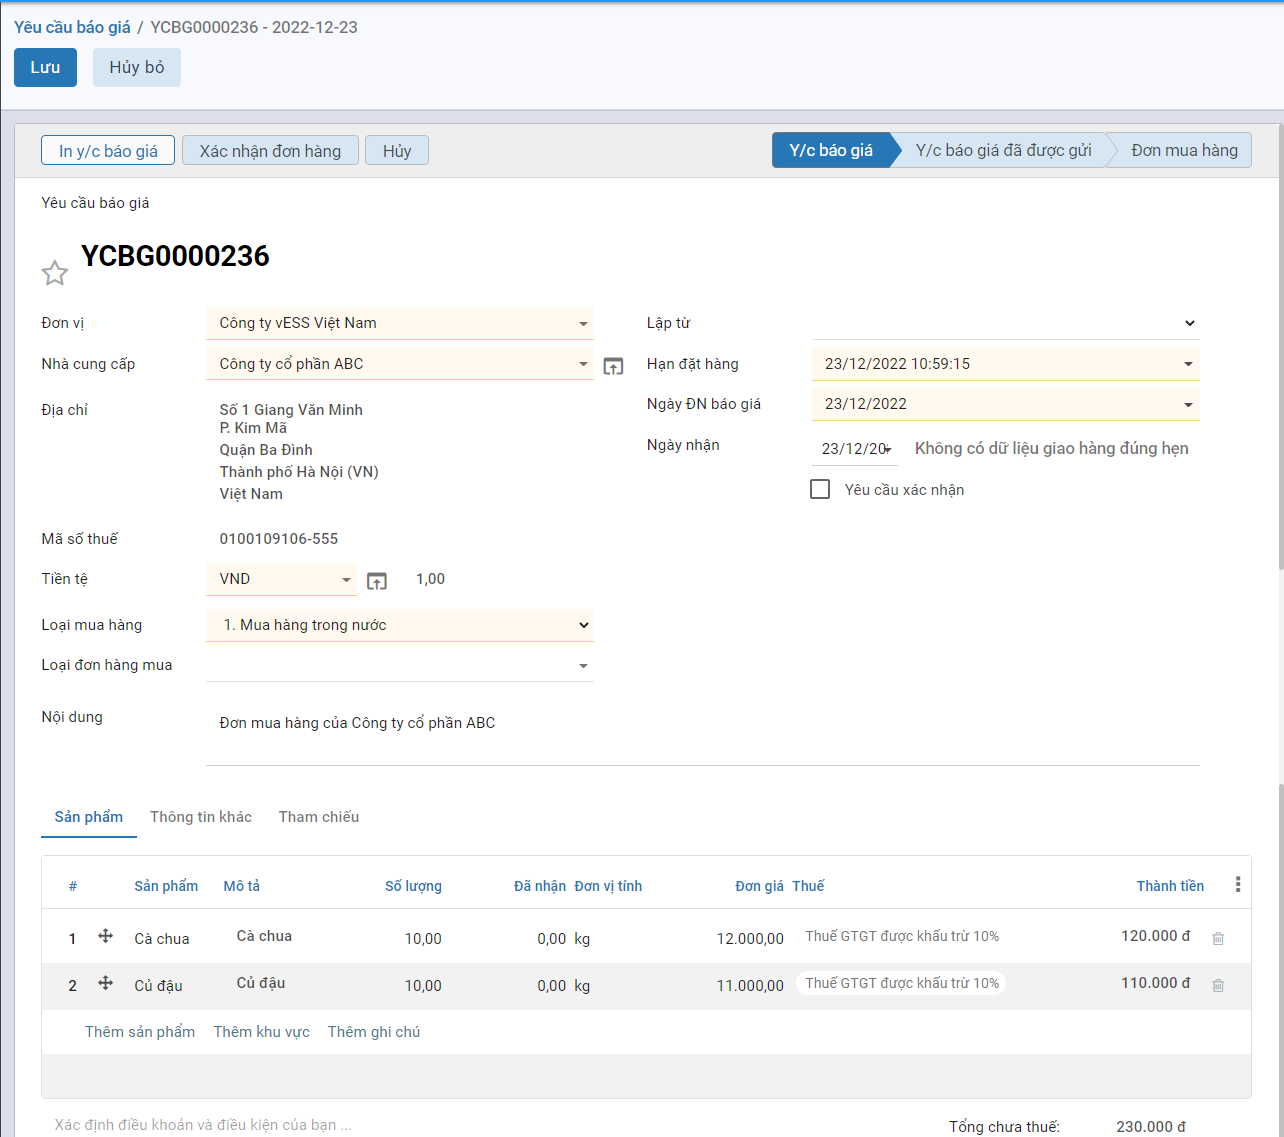 Yêu cầu báo giá / YCBG0000236 - 2022-12-23
Lưu Hủy bỏ
In y/c báo giá Xác nhận đơn hàng Hủy Y/c báo giá Y/c báo giá đã được gửi Đơn mua hàng
Yêu cầu báo giá
YCBG0000236
Đơn vị Công ty vESS Việt Nam Lập từ
Nhà cung cấp Công ty cổ phần ABC Hạn đặt hàng 23/12/2022 10:59:15
Địa chỉ Số 1 Giang Văn Minh Ngày ĐN báo giá 23/12/2022
P. Kim Mã
Quận Ba Đình Ngày nhận 23/12/20 Không có dữ liệu giao hàng đúng hẹn
Thành phố Hà Nội (VN)
Việt Nam Yêu cầu xác nhận
Mã số thuế 0100109106-555
Tiền tệ VND 1,00
Loại mua hàng 1. Mua hàng trong nước
Loại đơn hàng mua
Nội dung Đơn mua hàng của Công ty cổ phần ABC
Sản phẩm Thông tin khác Tham chiếu
# Sản phẩm Mô tả Số lượng Đã nhận Đơn vị tính Đơn giá Thuế Thành tiền
1 Cà chua Cà chua 10,00 0,00 kg 12.000,00 Thuế GTGT được khấu trừ 10% 120.000 đ
2 Củ đậu Củ đậu 10,00 0,00 kg 11.000,00 Thuế GTGT được khấu trừ 10% 110.000 đ
Thêm sản phẩm Thêm khu vực Thêm ghi chú
Xác định điều khoản và điều kiện của bạn ... Tổng chưa thuế: 230.000 đ